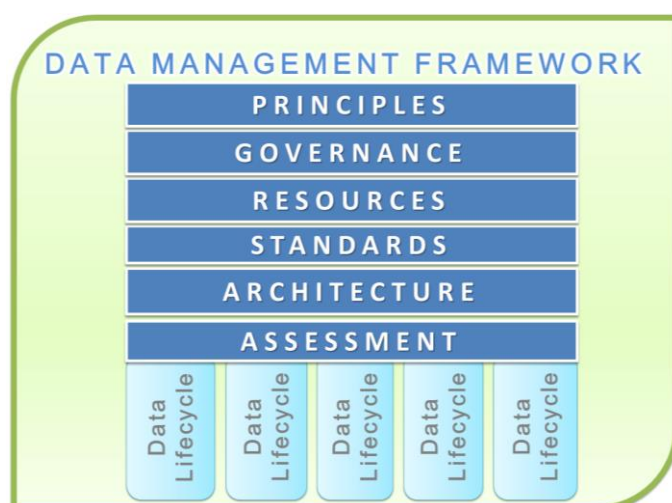 DATA MANAGEMENT FRAMEWORK
PRINCIPLES
GOVERNANCE
RESOURCES
STANDARDS
ARCHITECTURE
ASSESSMENT
Data
Lifecycle
Data
Lifecycle
Data
Lifecycle
Data
Lifecycle
Data
Lifecycle